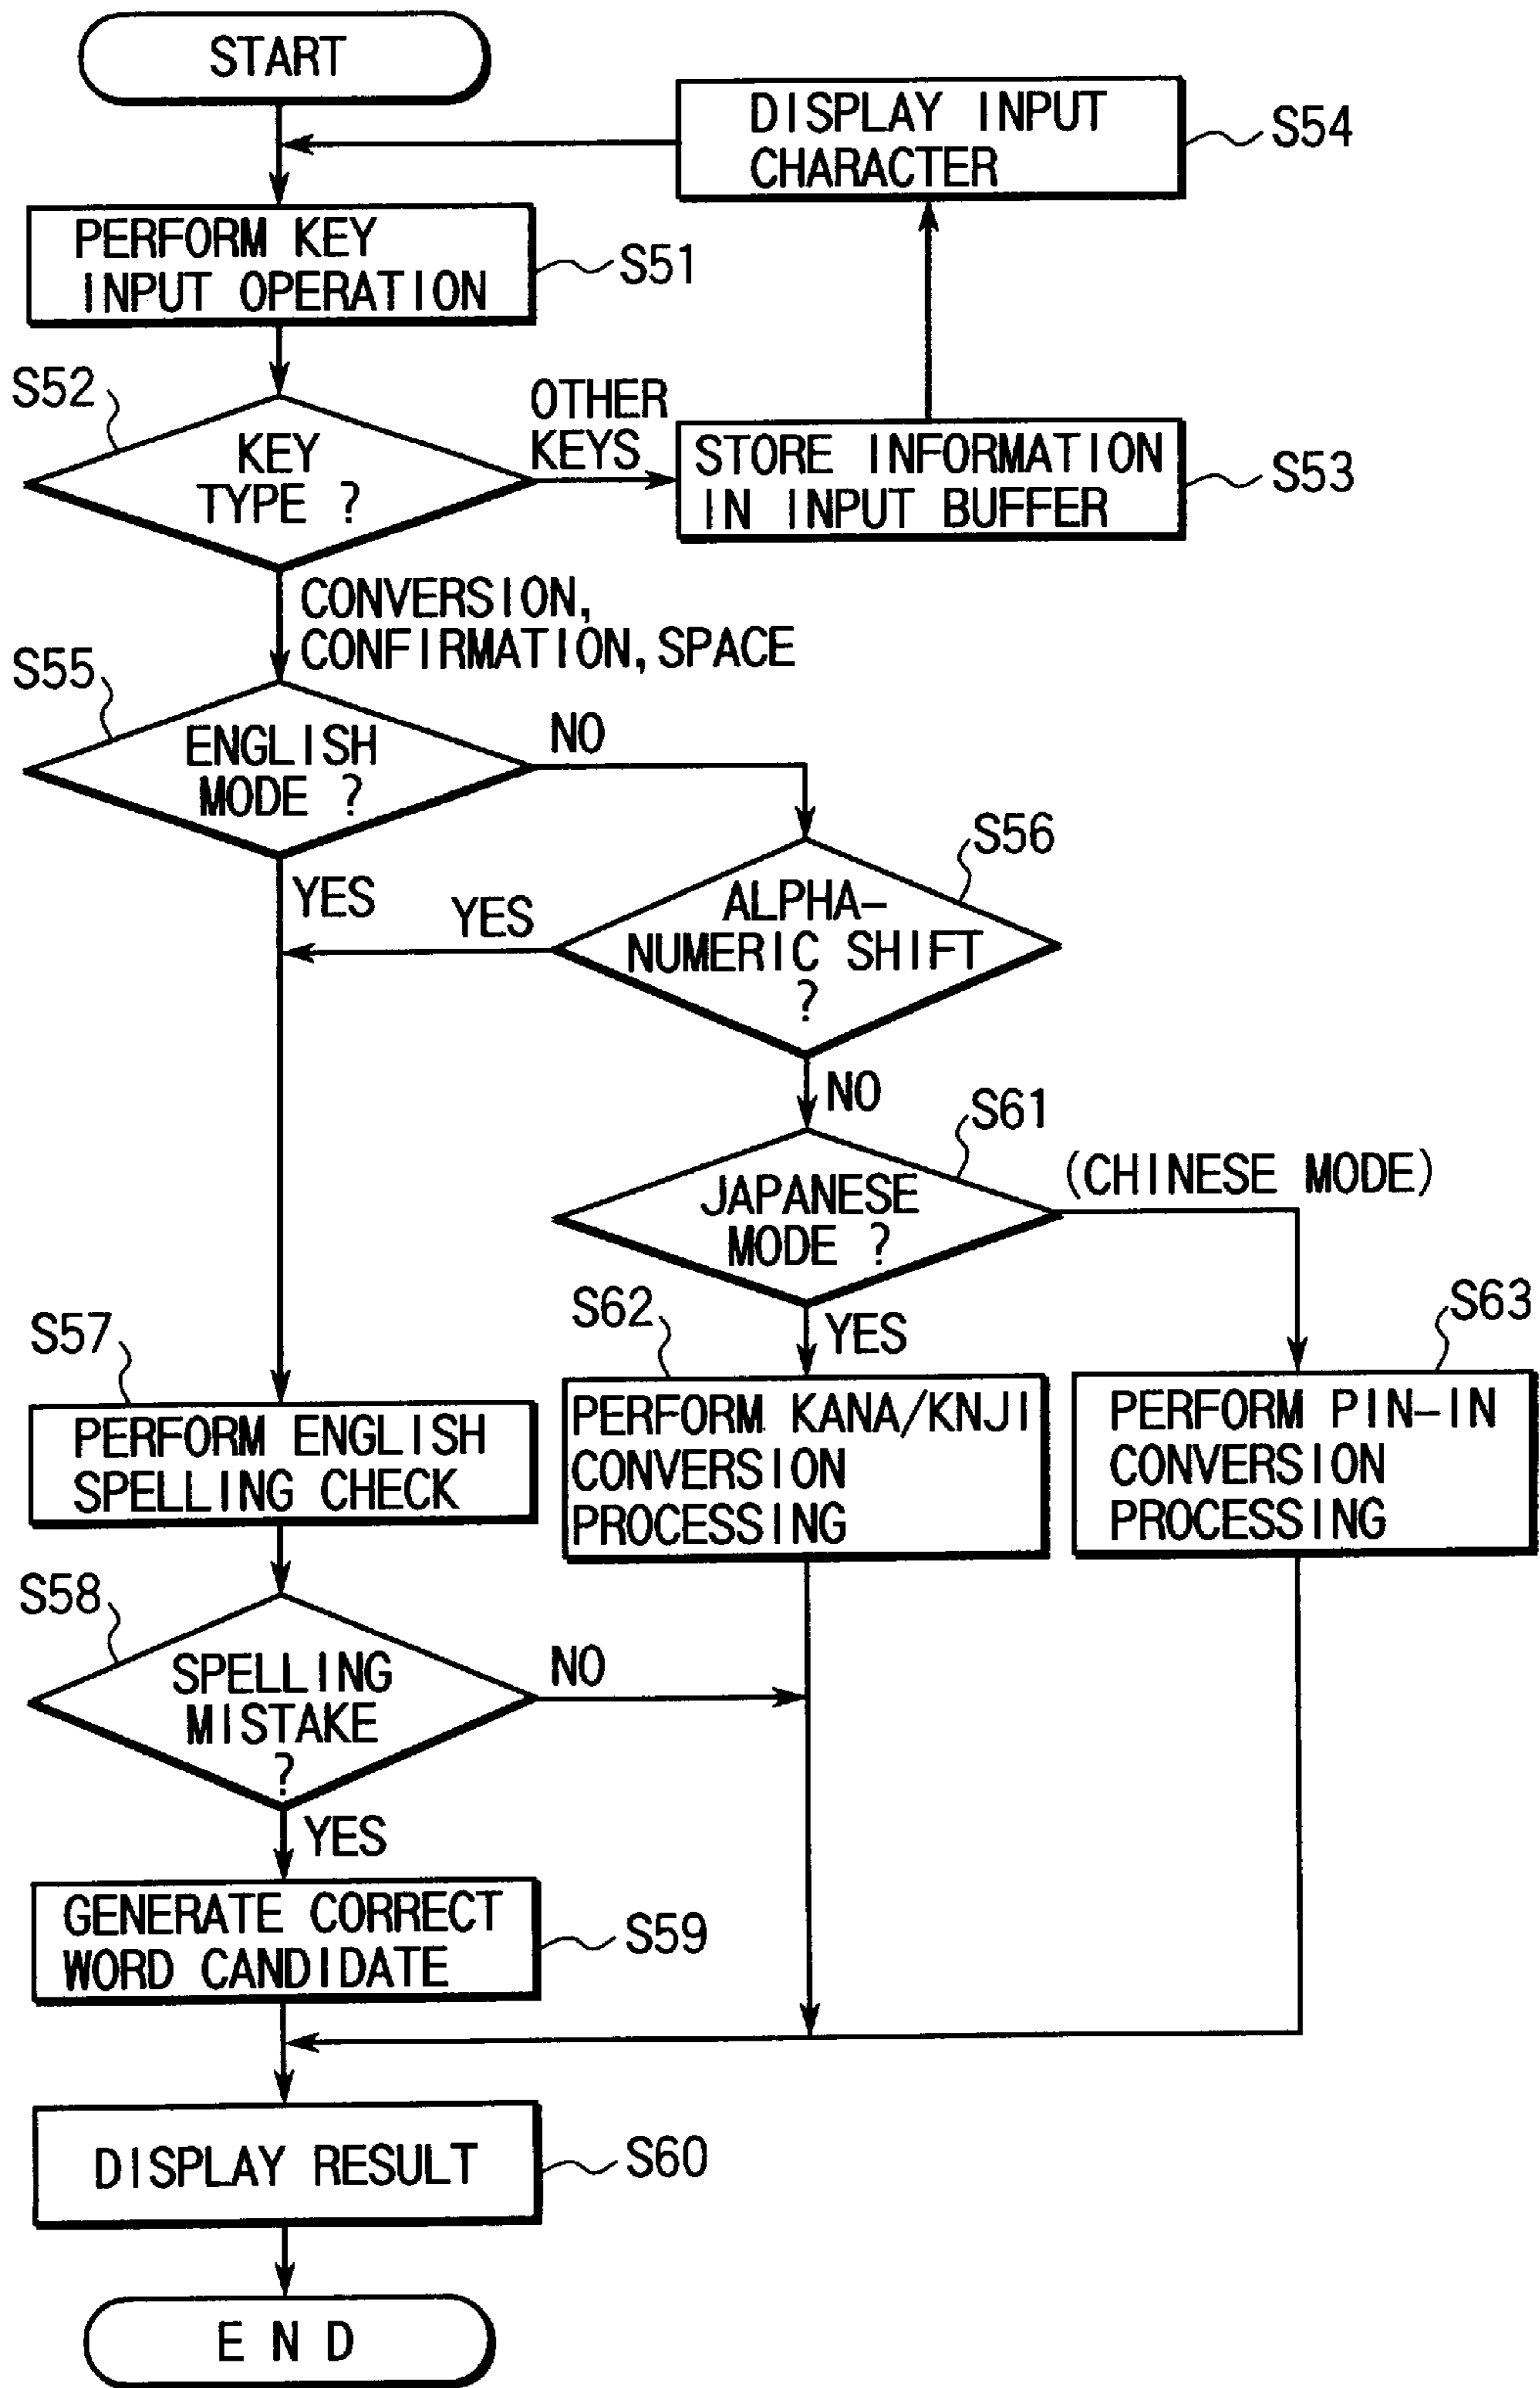 START
DISPLAY INPUT
CHARACTER
S54
PERFORM KEY
INPUT OPERATION
S51
S52
KEY
TYPE ?
OTHER
KEYS
STORE INFORMATION
IN INPUT BUFFER
S53
CONVERSION,
CONFIRMATION, SPACE
S55
ENGLISH
MODE ?
NO
YES
S56
ALPHA-
NUMERIC SHIFT
?
YES
NO
S61
JAPANESE
MODE ?
(CHINESE MODE)
YES
S62
PERFORM KANA/KNJI
CONVERSION
PROCESSING
S63
PERFORM PIN-IN
CONVERSION
PROCESSING
S57
PERFORM ENGLISH
SPELLING CHECK
S58
SPELLING
MISTAKE
?
NO
YES
GENERATE CORRECT
WORD CANDIDATE
S59
DISPLAY RESULT
S60
END